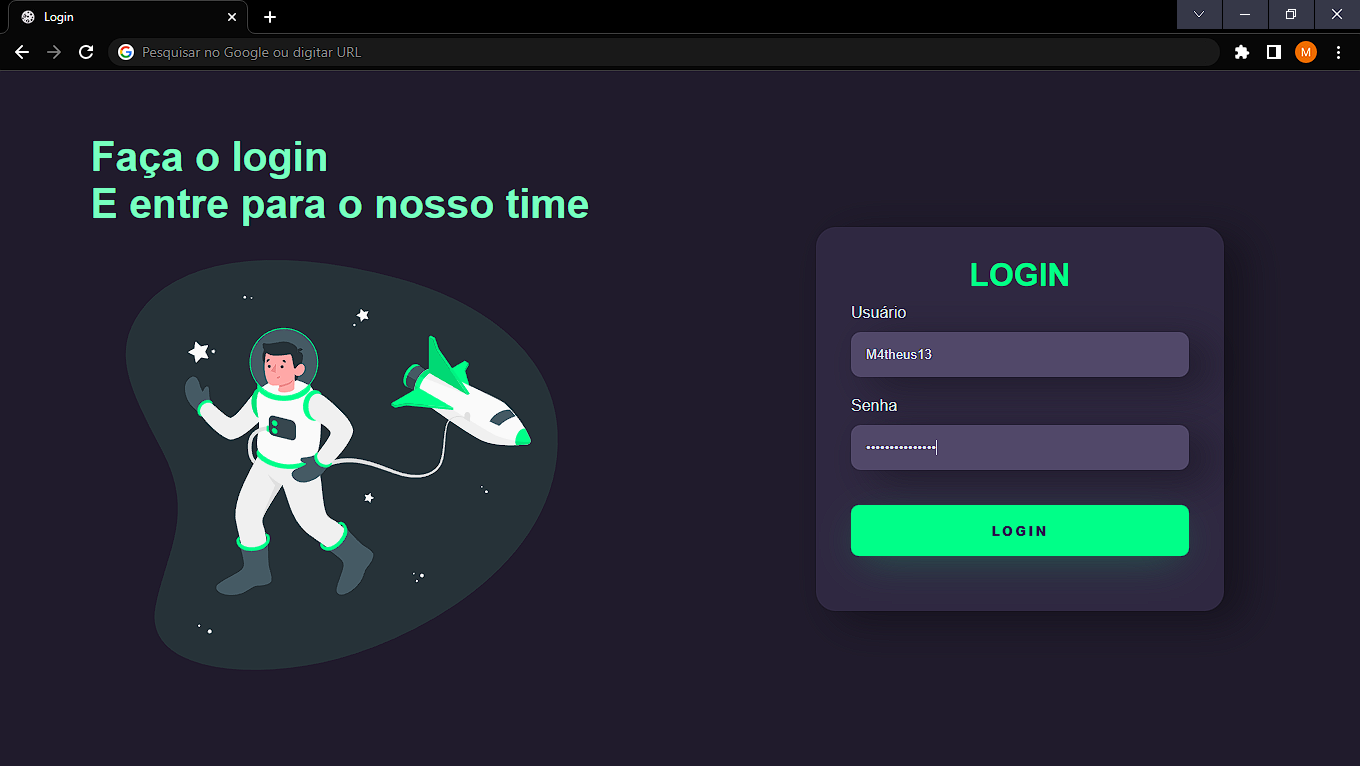 Login
Pesquisar no Google ou digitar URL
M
Faça o login
E entre para o nosso time
LOGIN
Usuário
M4theus13
Senha
•••••••••••••••
LOGIN